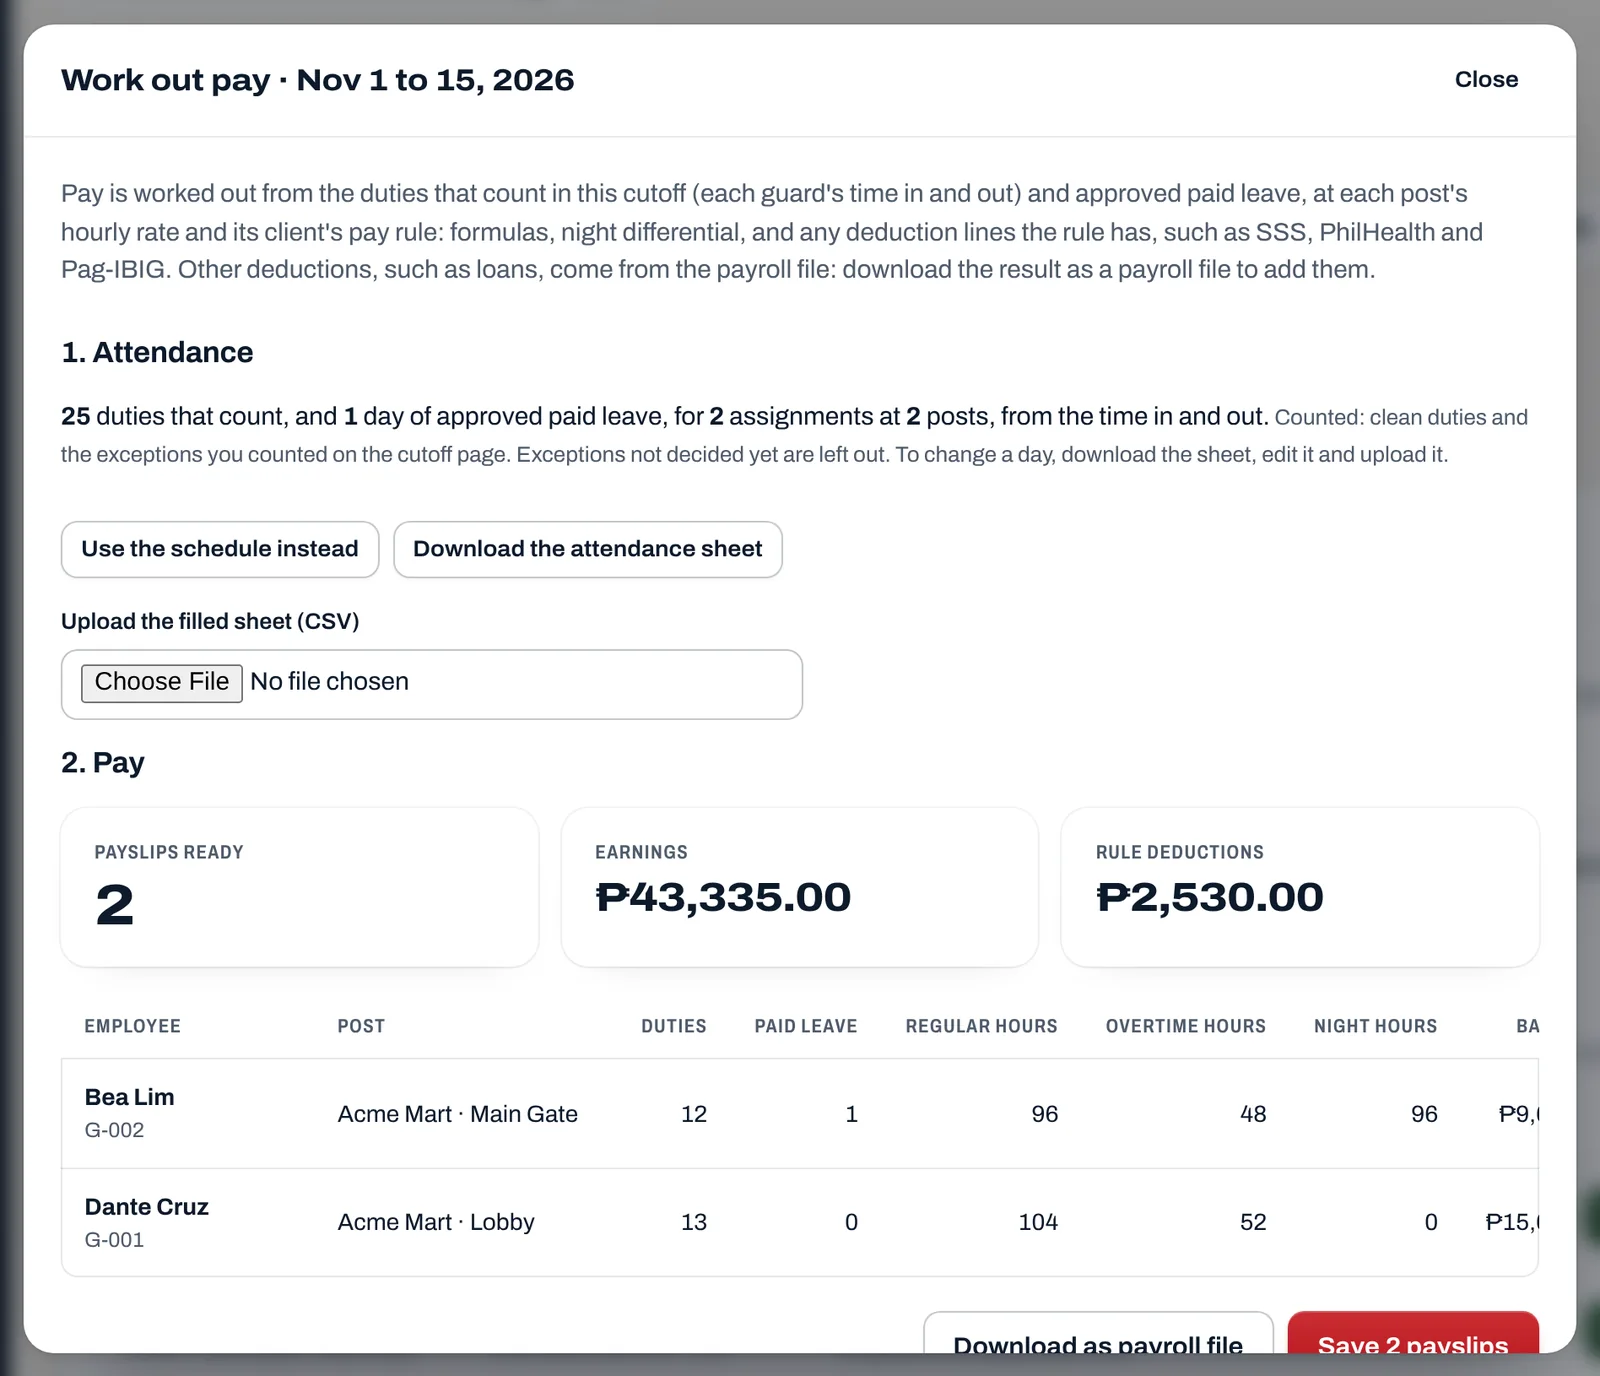 Work out pay · Nov 1 to 15, 2026
Close
Pay is worked out from the duties that count in this cutoff (each guard's time in and out) and approved paid leave, at each post's
hourly rate and its client's pay rule: formulas, night differential, and any deduction lines the rule has, such as SSS, PhilHealth and
Pag-IBIG. Other deductions, such as loans, come from the payroll file: download the result as a payroll file to add them.
1. Attendance
25 duties that count, and 1 day of approved paid leave, for 2 assignments at 2 posts, from the time in and out. Counted: clean duties and
the exceptions you counted on the cutoff page. Exceptions not decided yet are left out. To change a day, download the sheet, edit it and upload it.
Use the schedule instead
Download the attendance sheet
Upload the filled sheet (CSV)
Choose File No file chosen
2. Pay
PAYSLIPS READY
2
EARNINGS
₱43,335.00
RULE DEDUCTIONS
₱2,530.00
EMPLOYEE POST DUTIES PAID LEAVE REGULAR HOURS OVERTIME HOURS NIGHT HOURS
Bea Lim
G-002
Acme Mart · Main Gate 12 1 96 48 96
Dante Cruz
G-001
Acme Mart · Lobby 13 0 104 52 0
Download as payroll file
Save 2 payslips